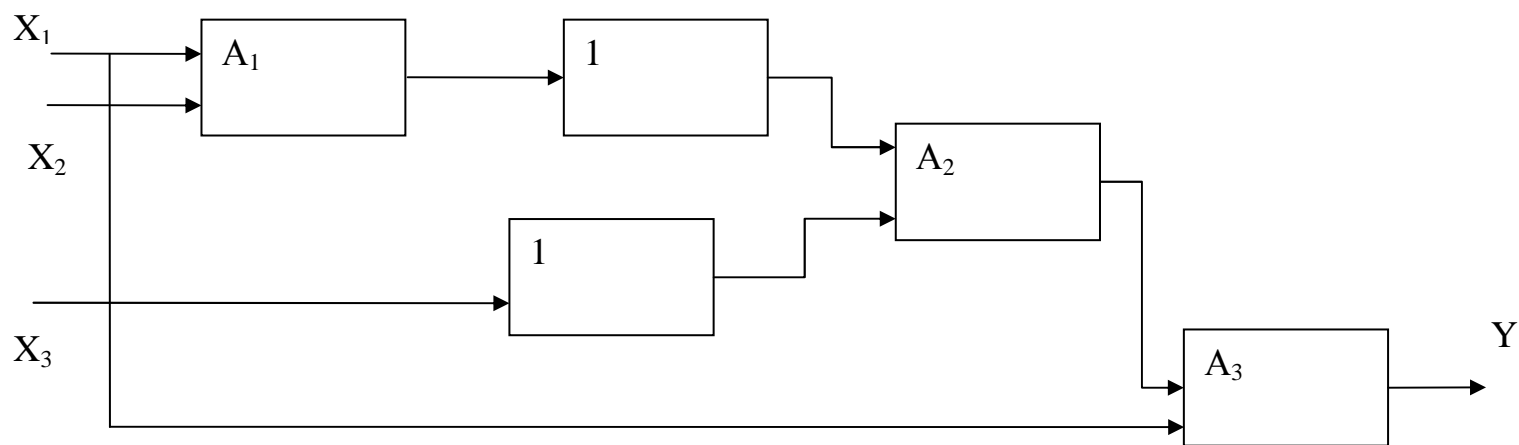 X₁
A₁
1
X₂
A₂
1
X₃
Y
A₃